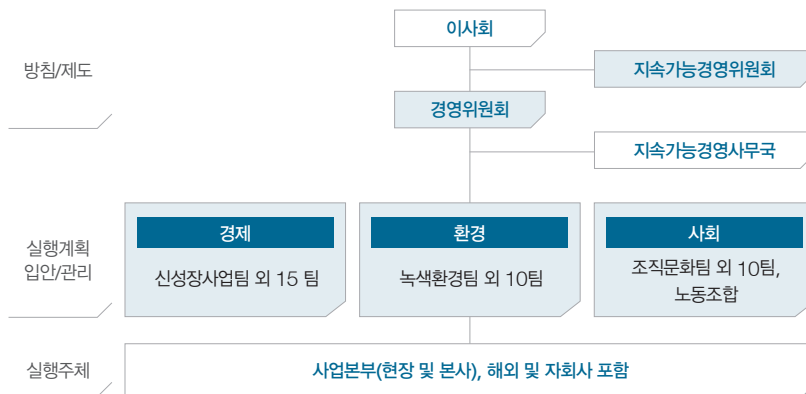 이사회
방침/제도
지속가능경영위원회
경영위원회
지속가능경영사무국
실행계획
입안/관리
경제
신성장사업팀 외 15 팀
환경
녹색환경팀 외 10팀
사회
조직문화팀 외 10팀,
노동조합
실행주체
사업본부(현장 및 본사), 해외 및 자회사 포함